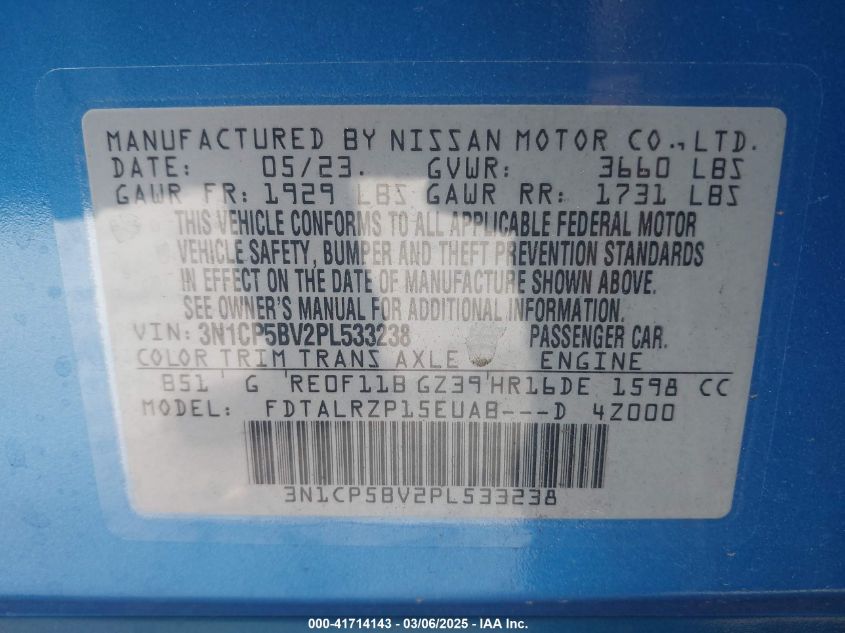 MANUFACTURED BY NISSAN MOTOR CO.,LTD.
DATE: 05/23. GVWR: 3660 LBS
GAWR FR: 1929 LBS GAWR RR: 1731 LBS
THIS VEHICLE CONFORMS TO ALL APPLICABLE FEDERAL MOTOR
VEHICLE SAFETY, BUMPER AND THEFT PREVENTION STANDARDS
IN EFFECT ON THE DATE OF MANUFACTURE SHOWN ABOVE.
SEE OWNER'S MANUAL FOR ADDITIONAL INFORMATION.
VIN: 3N1CP5BV2PL533238 PASSENGER CAR.
COLOR TRIM TRANS AXLE ENGINE
B51 G RE0F11B GZ39 HR16DE 1598 CC
MODEL: FDTALRZP15EUAB---D 4Z000
3N1CP5BV2PL533238
000-41714143 - 03/06/2025 - IAA Inc.